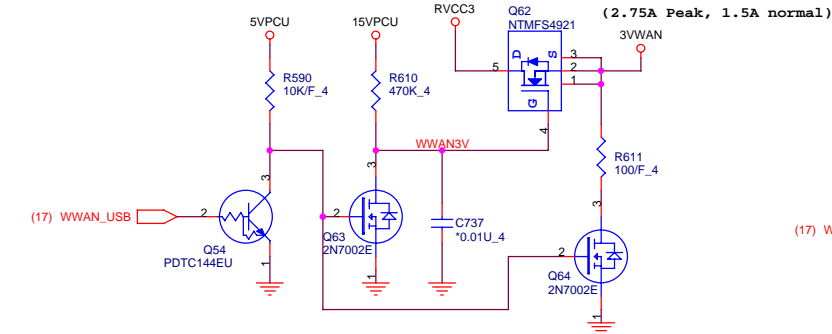 Q62
NTMFS4921
(2.75A Peak, 1.5A normal)
5VPCU
15VPCU
RVCC3
3VWAN
D
S
G
5
3
2
1
4
R590
10K/F_4
R610
470K_4
WWAN3V
R611
100/F_4
3
3
3
(17) WWAN_USB
2
2
2
Q54
PDTC144EU
Q63
2N7002E
C737
*0.01U_4
Q64
2N7002E
1
1
1
(17) W